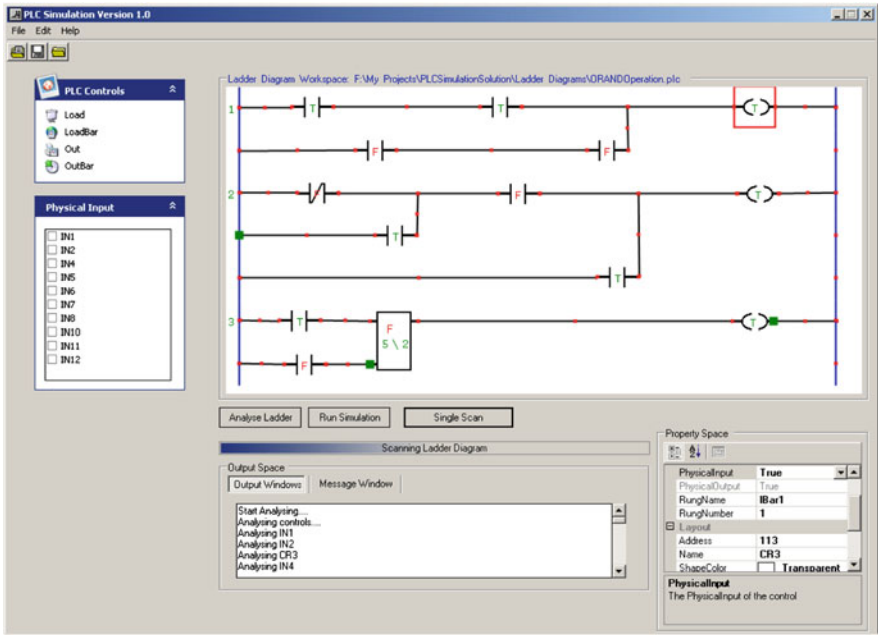 PLC Simulation Version 1.0
File Edit Help
PLC Controls
Load
LoadBar
Out
OutBar
Physical Input
IN1
IN2
IN4
IN5
IN6
IN7
IN8
IN10
IN11
IN12
Ladder Diagram Workspace: F:\My Projects\PLCSimulationSolution\Ladder Diagrams\ORANDOperation.plc
1 T T T
F F
2 F T
T
T
3 T F T
5 \ 2
F
Analyse Ladder Run Simulation Single Scan
Scanning Ladder Diagram
Output Space
Output Windows Message Window
Start Analysing....
Analysing controls....
Analysing IN1
Analysing IN2
Analysing CR3
Analysing IN4
Property Space
PhysicalInput True
PhysicalOutput True
RungName lBar1
RungNumber 1
Layout
Address 113
Name CR3
ShapeColor Transparent
PhysicalInput
The PhysicalInput of the control